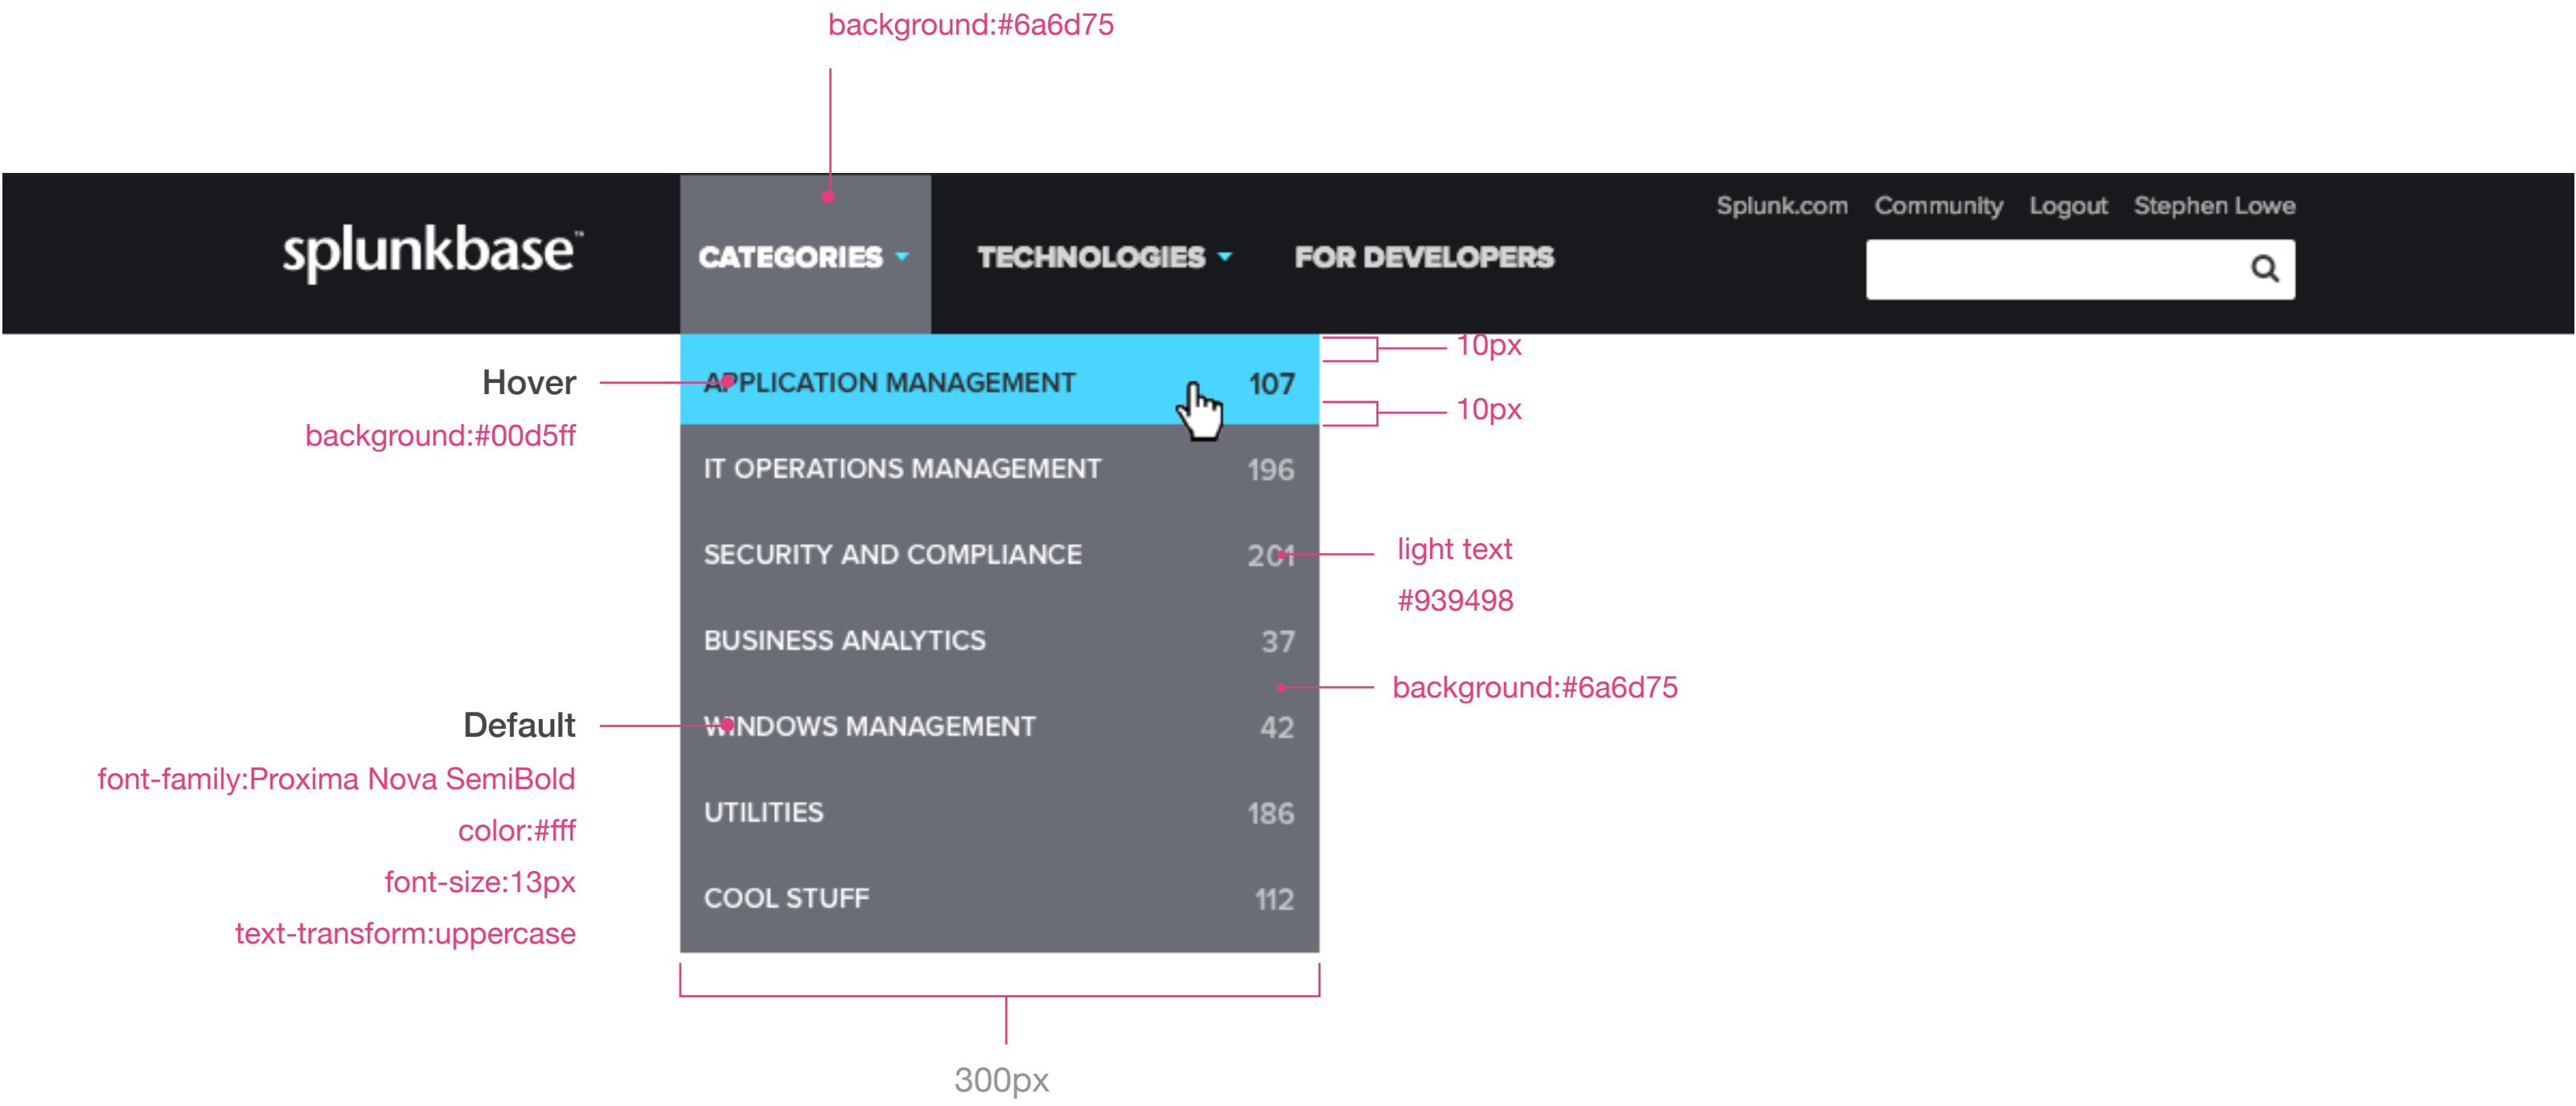 background:#6a6d75
Splunk.com Community Logout Stephen Lowe
splunkbase™ CATEGORIES TECHNOLOGIES FOR DEVELOPERS
10px
Hover APPLICATION MANAGEMENT 107
10px
background:#00d5ff
IT OPERATIONS MANAGEMENT 196
SECURITY AND COMPLIANCE 201 light text
#939498
BUSINESS ANALYTICS 37
background:#6a6d75
Default WINDOWS MANAGEMENT 42
font-family:Proxima Nova SemiBold
UTILITIES 186
color:#fff
font-size:13px
COOL STUFF 112
text-transform:uppercase
300px